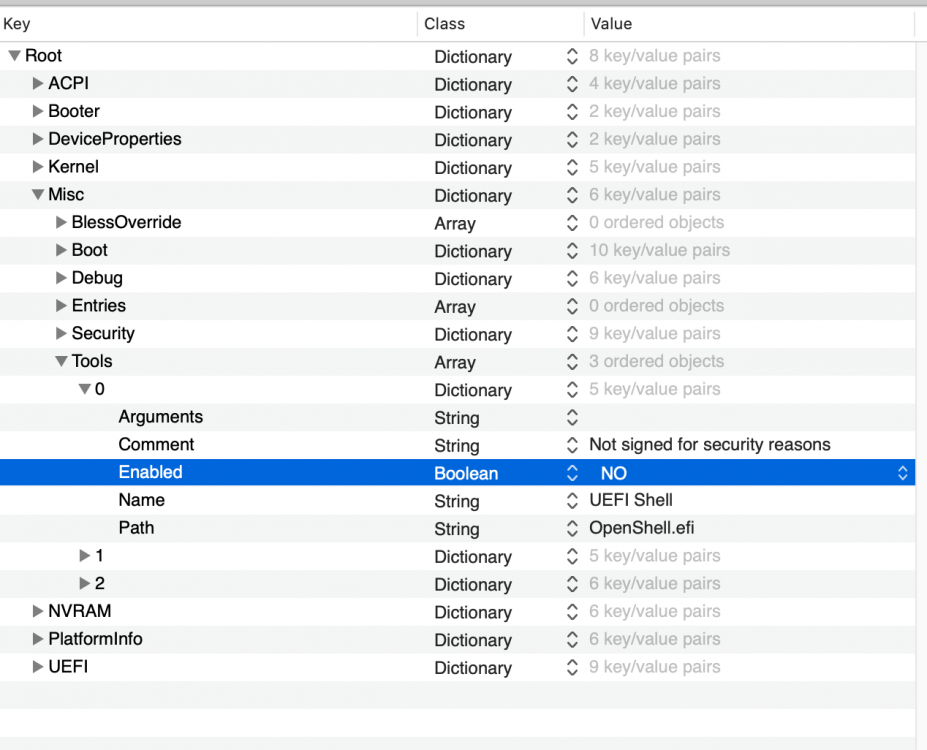 Key Class Value
Root Dictionary 8 key/value pairs
ACPI Dictionary 4 key/value pairs
Booter Dictionary 2 key/value pairs
DeviceProperties Dictionary 2 key/value pairs
Kernel Dictionary 5 key/value pairs
Misc Dictionary 6 key/value pairs
BlessOverride Array 0 ordered objects
Boot Dictionary 10 key/value pairs
Debug Dictionary 6 key/value pairs
Entries Array 0 ordered objects
Security Dictionary 9 key/value pairs
Tools Array 3 ordered objects
0 Dictionary 5 key/value pairs
Arguments String
Comment String Not signed for security reasons
Enabled Boolean NO
Name String UEFI Shell
Path String OpenShell.efi
1 Dictionary 5 key/value pairs
2 Dictionary 6 key/value pairs
NVRAM Dictionary 6 key/value pairs
PlatformInfo Dictionary 6 key/value pairs
UEFI Dictionary 9 key/value pairs